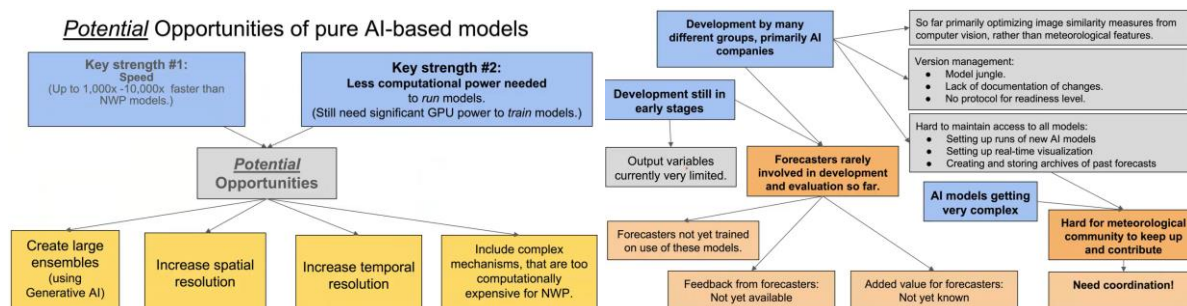 Potential Opportunities of pure AI-based models
Key strength #1:
Speed
(Up to 1,000x -10,000x faster than
NWP models.)
Key strength #2:
Less computational power needed
to run models.
(Still need significant GPU power to train models.)
Potential
Opportunities
Create large
ensembles
(using
Generative AI)
Increase spatial
resolution
Increase temporal
resolution
Include complex
mechanisms, that are too
computationally
expensive for NWP.
Development by many
different groups, primarily AI
companies
So far primarily optimizing image similarity measures from
computer vision, rather than meteorological features.
Version management:
● Model jungle.
● Lack of documentation of changes.
● No protocol for readiness level.
Development still in
early stages
Hard to maintain access to all models:
● Setting up runs of new AI models
● Setting up real-time visualization
● Creating and storing archives of past forecasts
Output variables
currently very limited.
Forecasters rarely
involved in development
and evaluation so far.
AI models getting
very complex
Forecasters not yet trained
on use of these models.
Hard for meteorological
community to keep up
and contribute
Feedback from forecasters:
Not yet available
Added value for forecasters:
Not yet known
Need coordination!